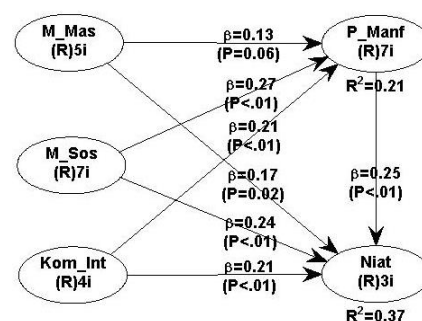 M_Mas
(R)5i
β=0.13
(P=0.06)
P_Manf
(R)7i
R²=0.21
β=0.27
(P<.01)
β=0.21
(P<.01)
M_Sos
(R)7i
β=0.17
(P=0.02)
β=0.25
(P<.01)
β=0.24
(P<.01)
Kom_Int
(R)4i
β=0.21
(P<.01)
Niat
(R)3i
R²=0.37